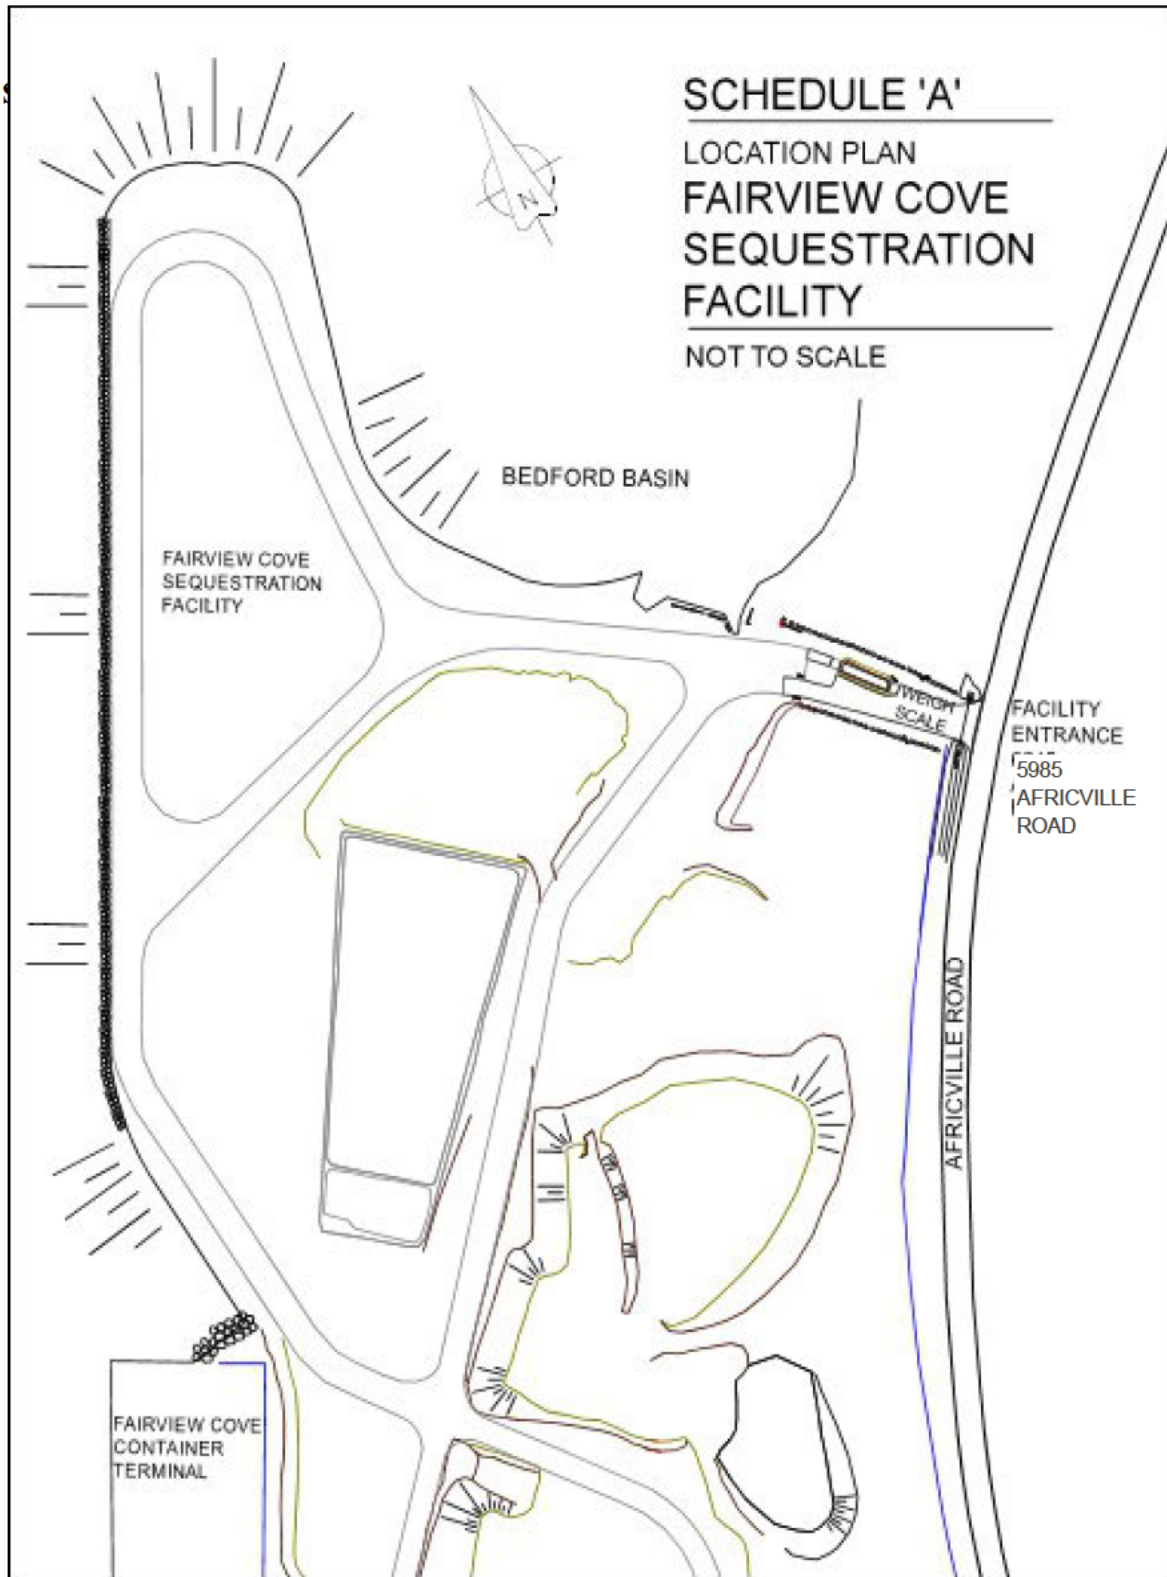 SCHEDULE 'A'
LOCATION PLAN
FAIRVIEW COVE
SEQUESTRATION
FACILITY
NOT TO SCALE
N
BEDFORD BASIN
FAIRVIEW COVE
SEQUESTRATION
FACILITY
WEIGH
SCALE
FACILITY
ENTRANCE
5985
AFRICVILLE
ROAD
AFRICVILLE ROAD
FAIRVIEW COVE
CONTAINER
TERMINAL